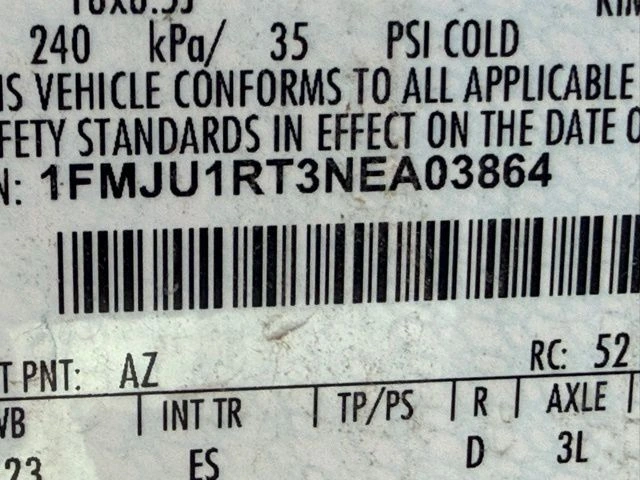 240 kPa/ 35 PSI COLD
IS VEHICLE CONFORMS TO ALL APPLICABLE
FETY STANDARDS IN EFFECT ON THE DATE O
N: 1FMJU1RT3NEA03864
T PNT: AZ RC: 52
WB INT TR TP/PS R AXLE
23 ES D 3L